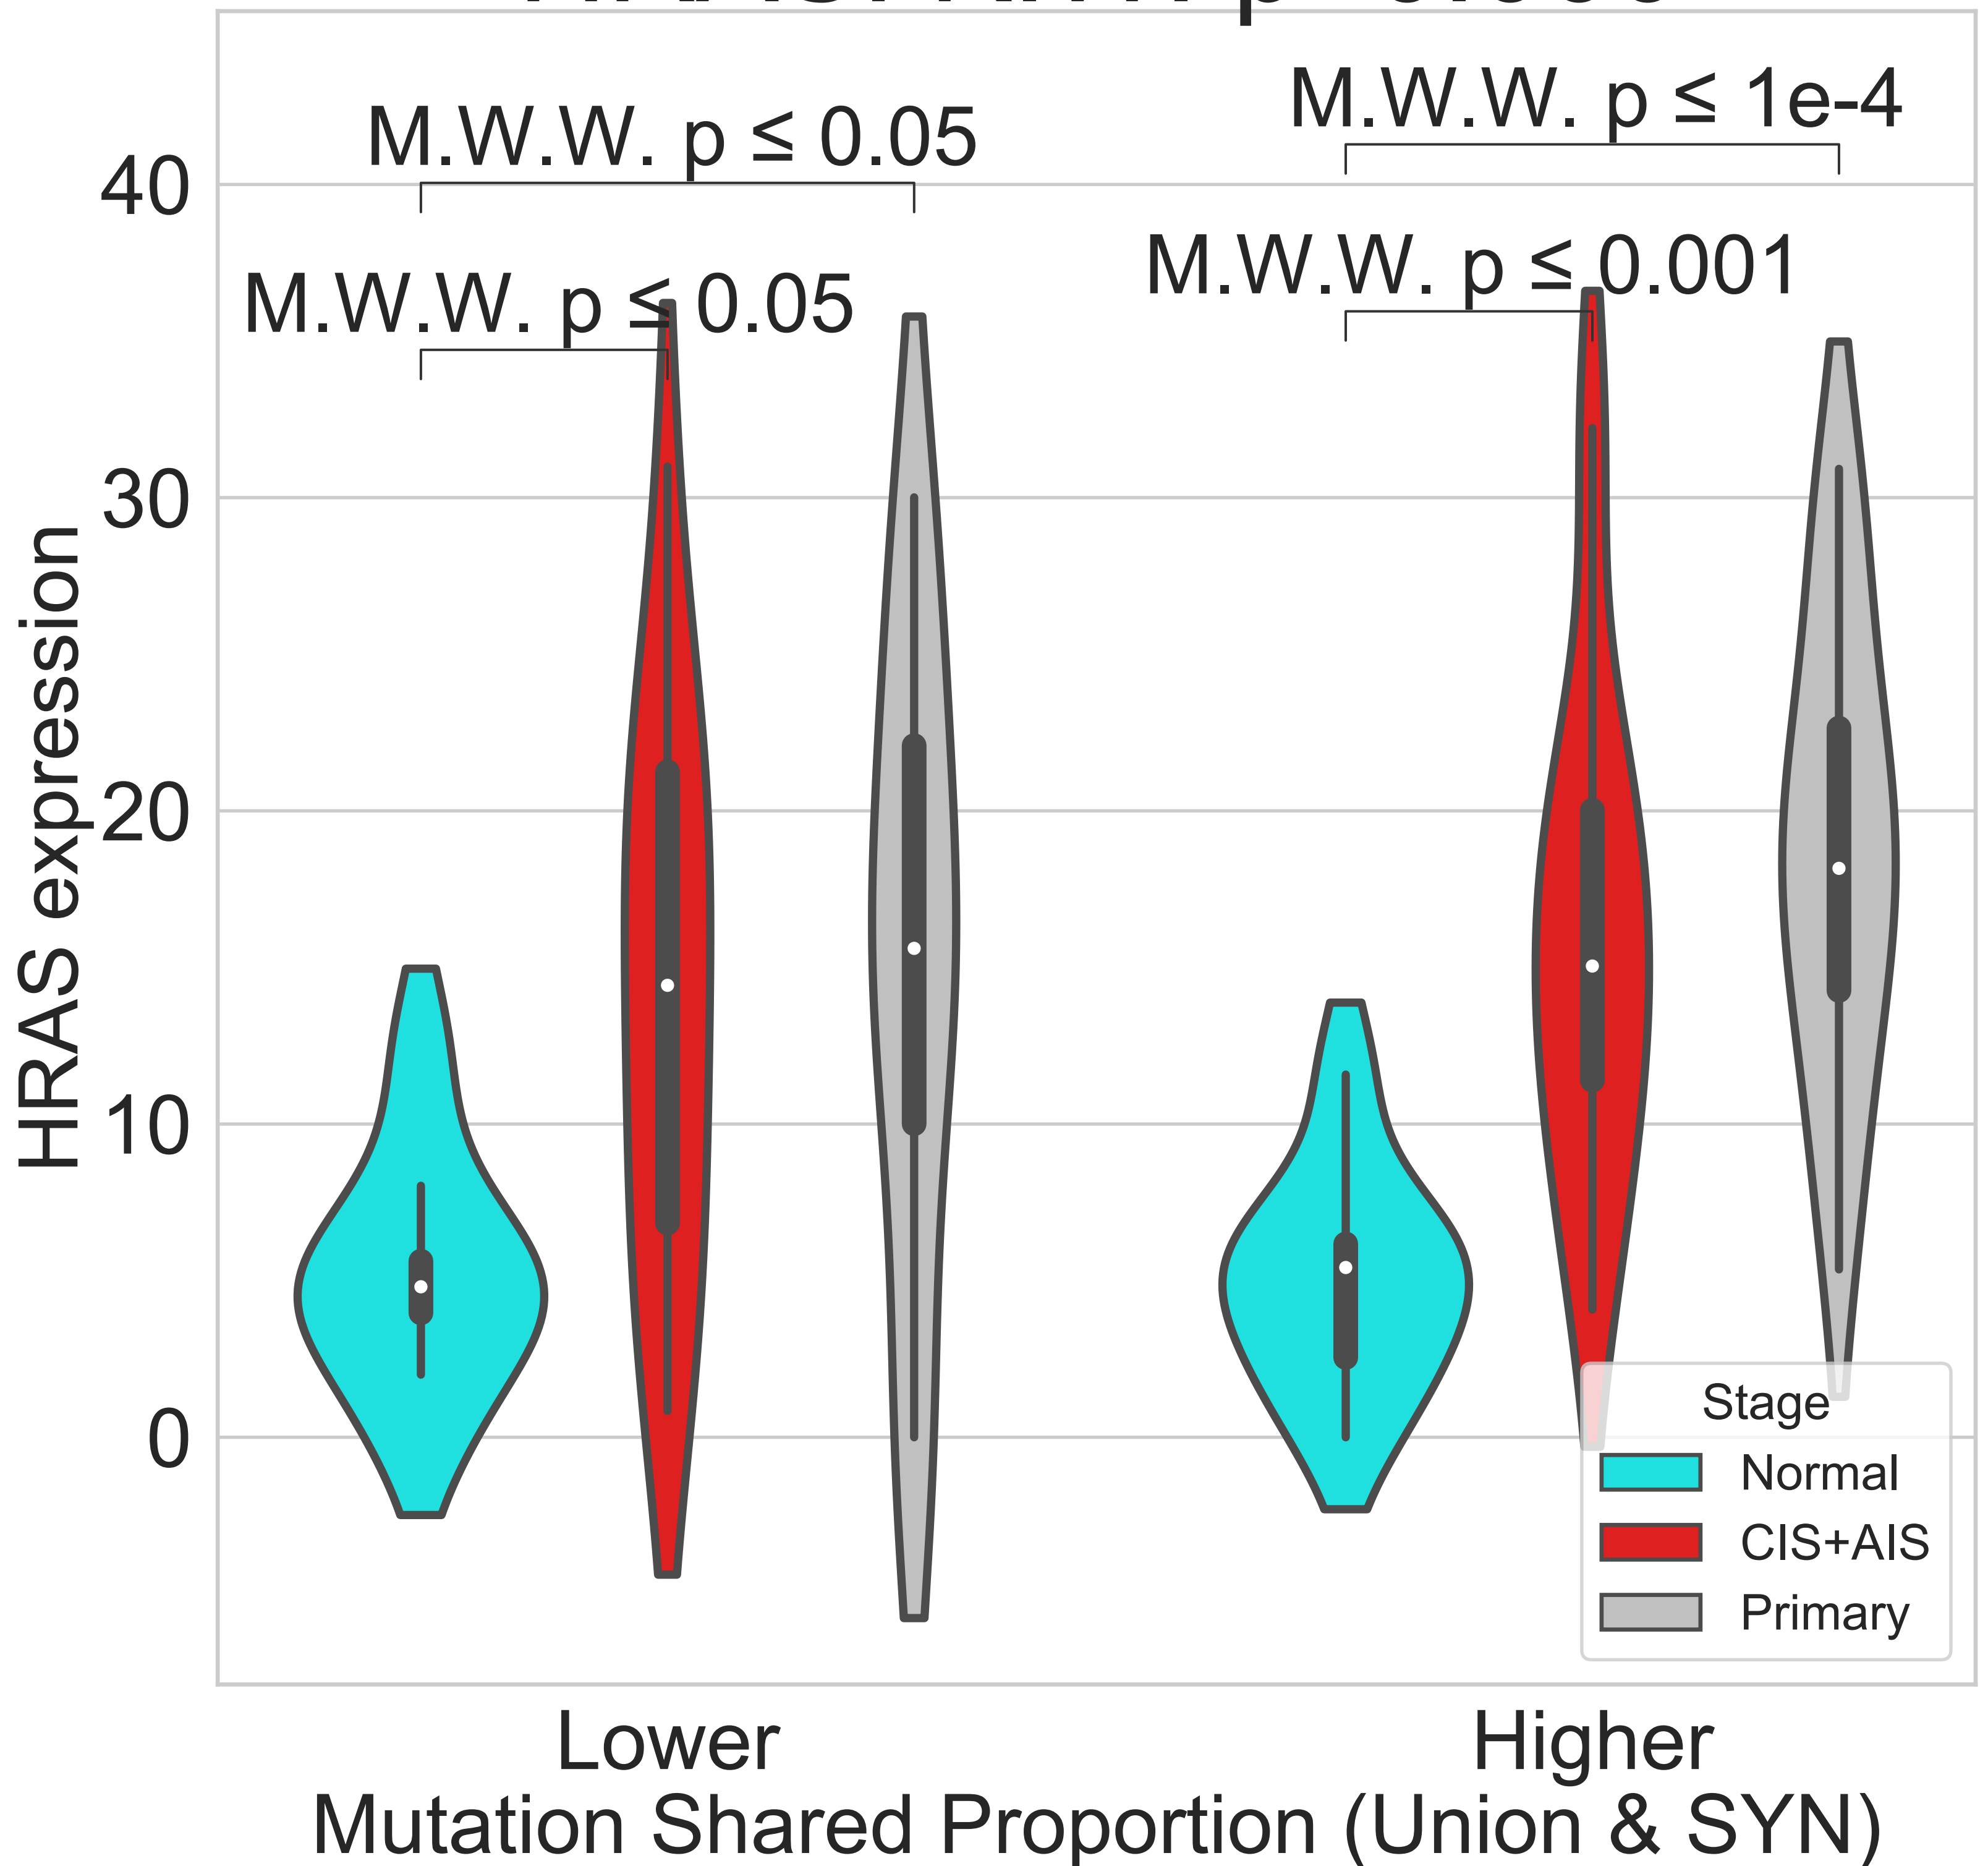 M.W.W. p ≤ 1e-4
M.W.W. p ≤ 0.05
40
M.W.W. p ≤ 0.001
M.W.W. p ≤ 0.05
30
HRAS expression
20
10
0
Stage
Normal
CIS+AIS
Primary
Lower
Higher
Mutation Shared Proportion (Union & SYN)